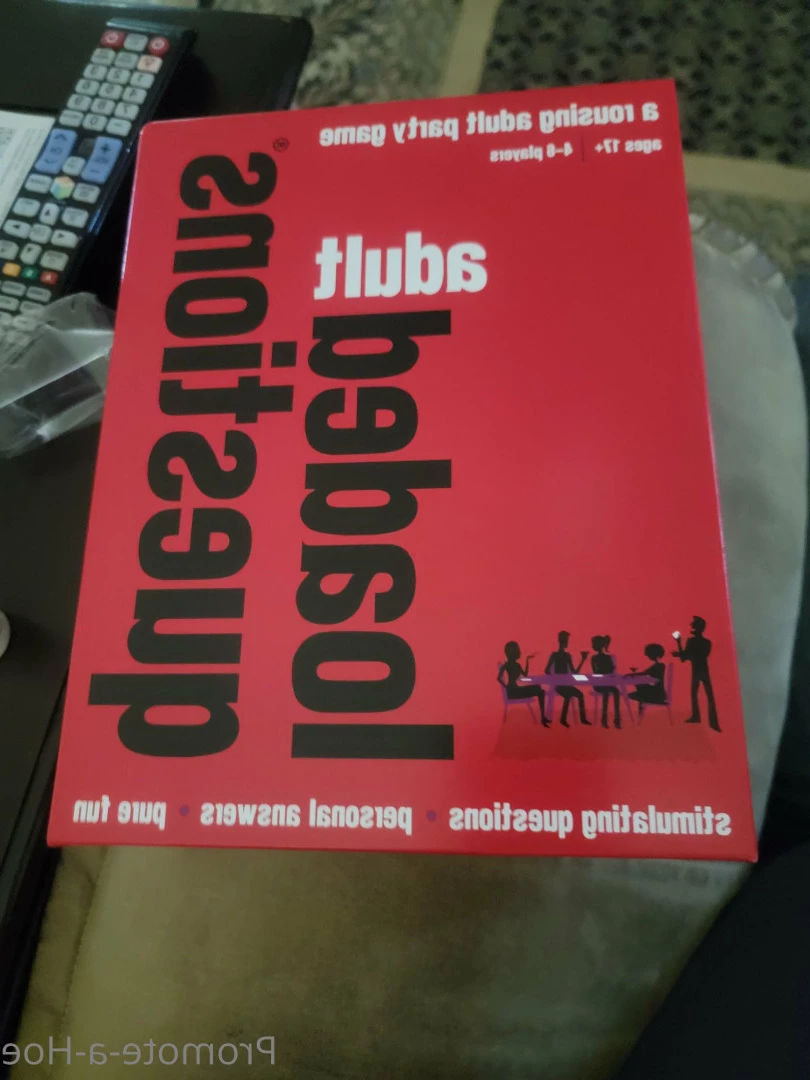 a rousing adult party game
ages 17+ | 4-6 players
adult
loaded
questions®
stimulating questions • personal answers • pure fun
Promote-a-Hoe